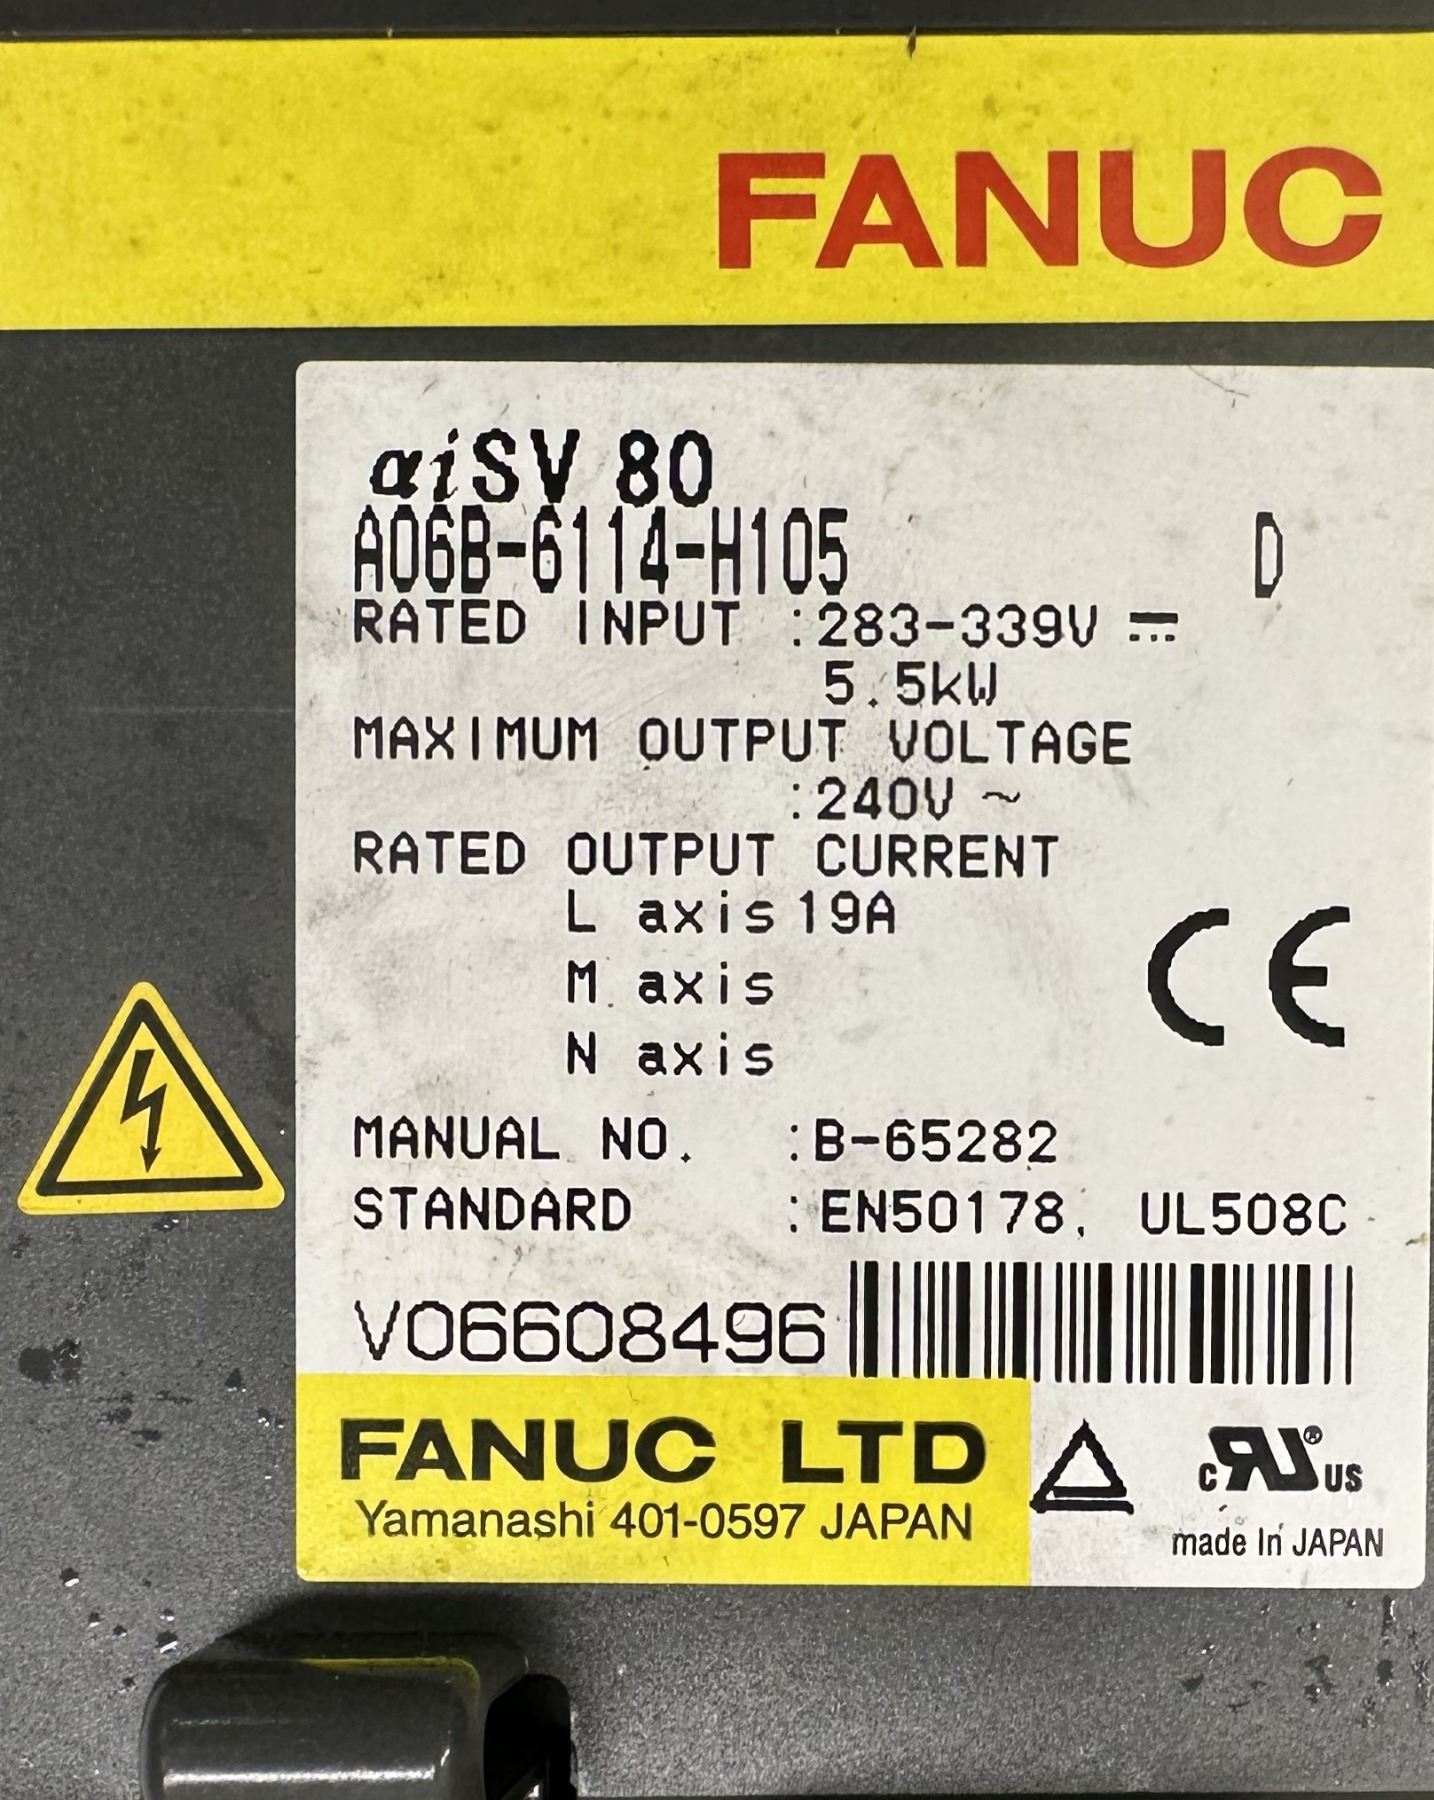 FANUC
αiSV 80
A06B-6114-H105 D
RATED INPUT :283-339V ⎓
5.5kW
MAXIMUM OUTPUT VOLTAGE
:240V ~
RATED OUTPUT CURRENT
L axis 19A
M axis
N axis
CE
MANUAL NO. :B-65282
STANDARD :EN50178, UL508C
V06608496
FANUC LTD
Yamanashi 401-0597 JAPAN
c RU ® US
made In JAPAN